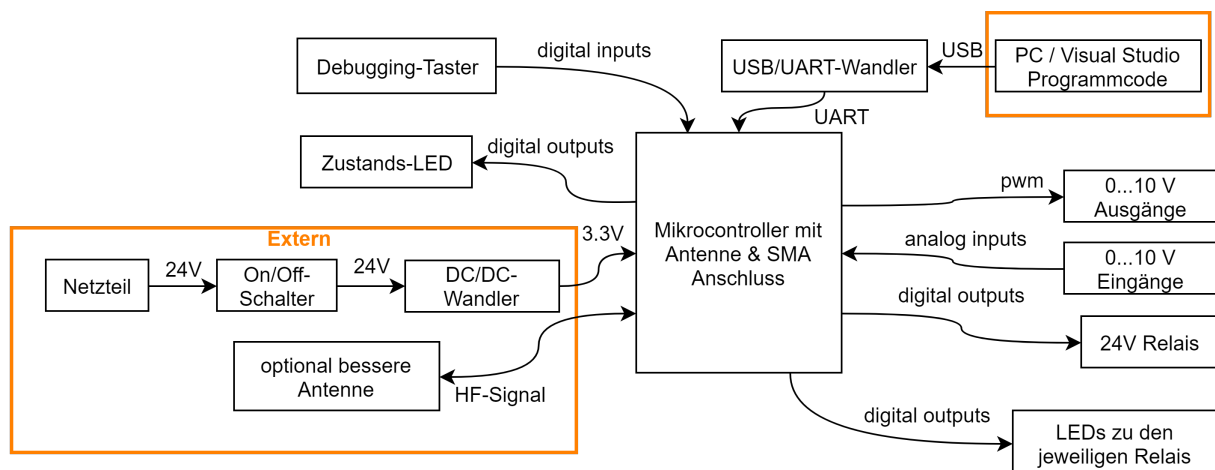 digital inputs
Debugging-Taster
USB/UART-Wandler
USB
PC / Visual Studio
Programmcode
UART
Zustands-LED
digital outputs
Mikrocontroller mit
Antenne & SMA
Anschluss
pwm
0...10 V
Ausgänge
analog inputs
0...10 V
Eingänge
digital outputs
24V Relais
digital outputs
LEDs zu den
jeweiligen Relais
Extern
Netzteil
24V
On/Off-
Schalter
24V
DC/DC-
Wandler
3.3V
optional bessere
Antenne
HF-Signal